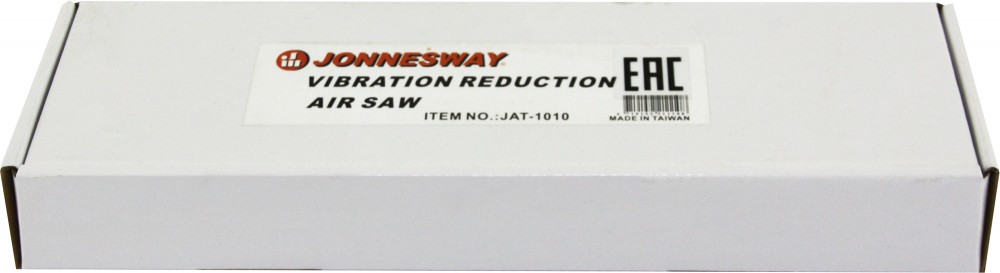 JONNESWAY
VIBRATION REDUCTION
AIR SAW
ITEM NO.:JAT-1010
EAC
MADE IN TAIWAN